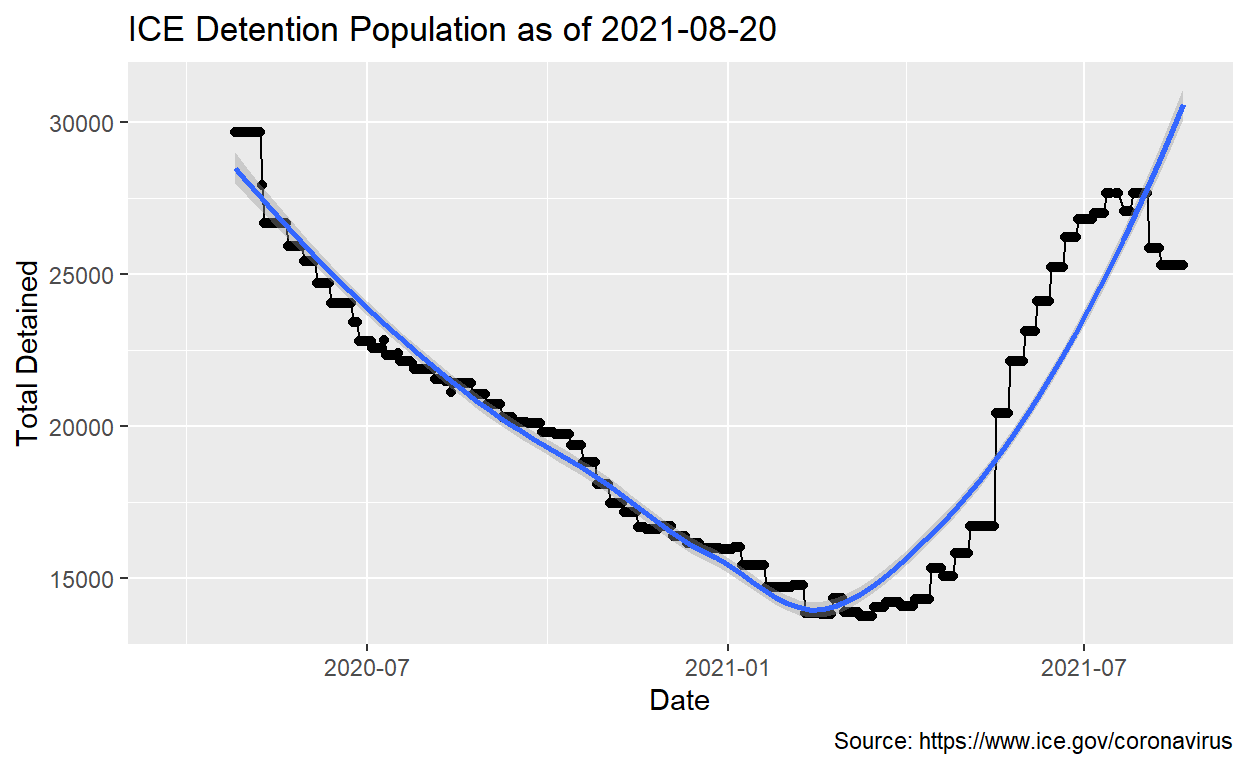 ICE Detention Population as of 2021-08-20
Total Detained
30000
25000
20000
15000
2020-07
2021-01
2021-07
Date
Source: https://www.ice.gov/coronavirus